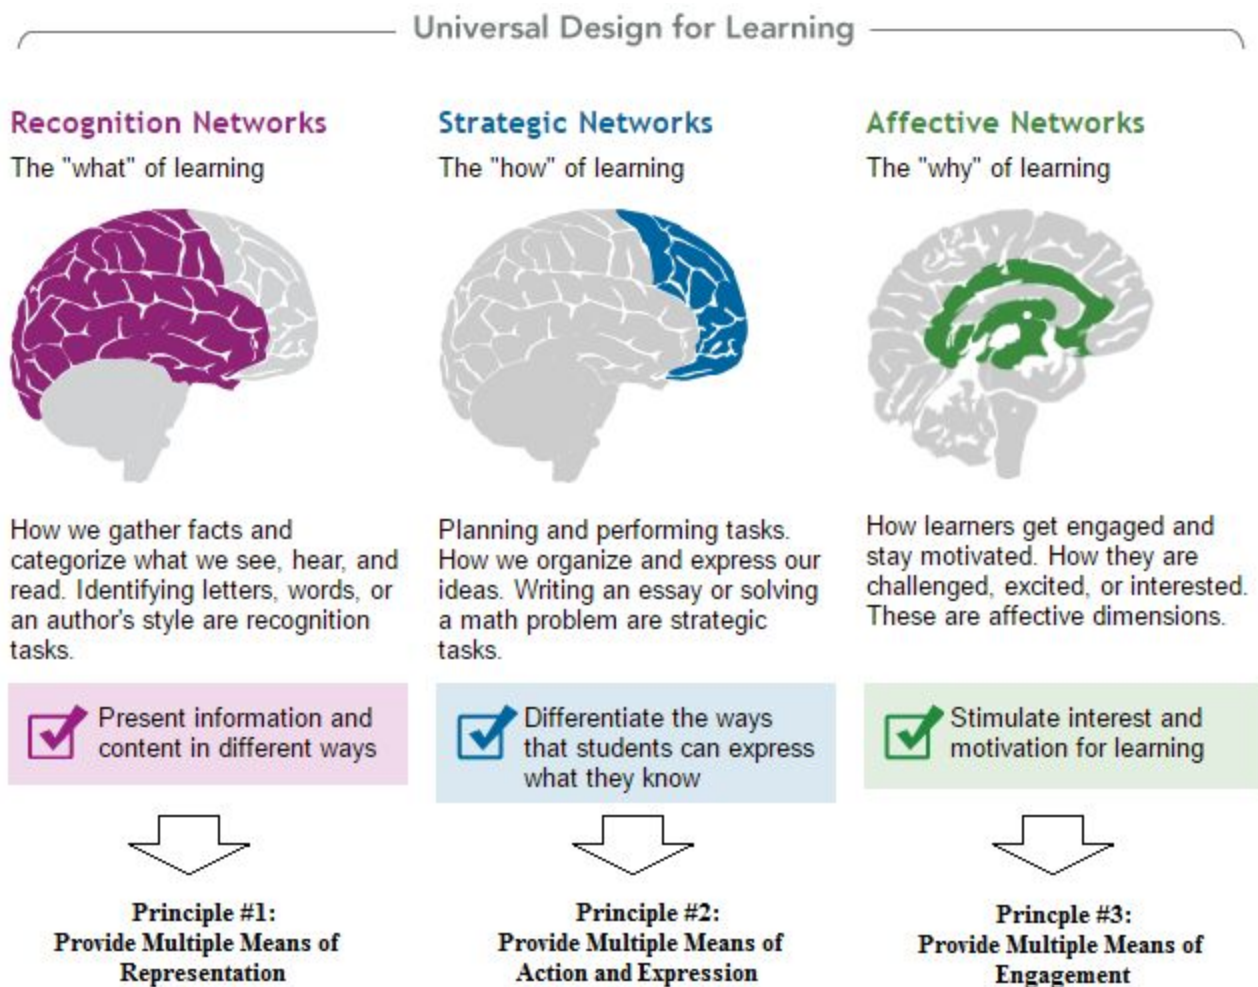 Universal Design for Learning
Recognition Networks
The "what" of learning
How we gather facts and
categorize what we see, hear, and
read. Identifying letters, words, or
an author's style are recognition
tasks.
Present information and
content in different ways
Principle #1:
Provide Multiple Means of
Representation
Strategic Networks
The "how" of learning
Planning and performing tasks.
How we organize and express our
ideas. Writing an essay or solving
a math problem are strategic
tasks.
Differentiate the ways
that students can express
what they know
Principle #2:
Provide Multiple Means of
Action and Expression
Affective Networks
The "why" of learning
How learners get engaged and
stay motivated. How they are
challenged, excited, or interested.
These are affective dimensions.
Stimulate interest and
motivation for learning
Princple #3:
Provide Multiple Means of
Engagement